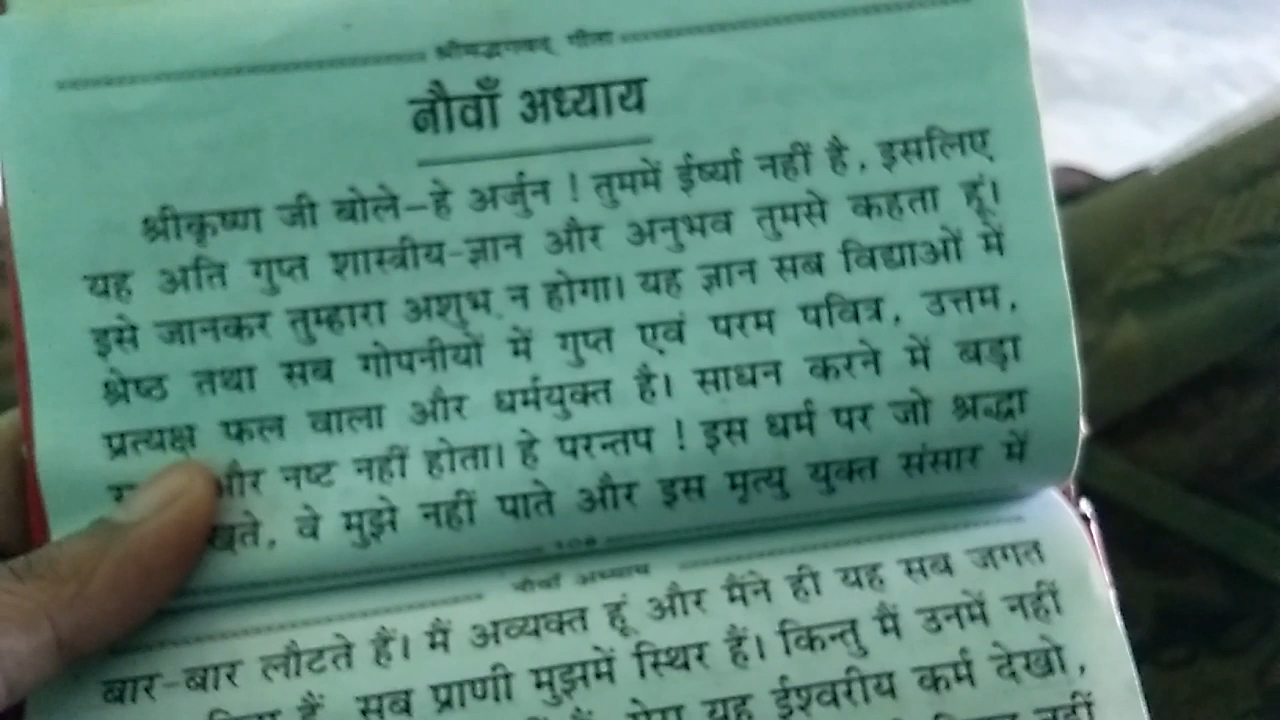 श्रीमद्भगवद् गीता
नौवाँ अध्याय
श्रीकृष्ण जी बोले-हे अर्जुन ! तुममें ईर्ष्या नहीं है, इसलिए
यह अति गुप्त शास्त्रीय-ज्ञान और अनुभव तुमसे कहता हूं।
इसे जानकर तुम्हारा अशुभ न होगा। यह ज्ञान सब विद्याओं में
श्रेष्ठ तथा सब गोपनीयों में गुप्त एवं परम पवित्र, उत्तम,
प्रत्यक्ष फल वाला और धर्मयुक्त है। साधन करने में बड़ा
और नष्ट नहीं होता। हे परन्तप ! इस धर्म पर जो श्रद्धा
वे मुझे नहीं पाते और इस मृत्यु युक्त संसार में
नौवाँ अध्याय
बार-बार लौटते हैं। मैं अव्यक्त हूं और मैंने ही यह सब जगत
हैं, सब प्राणी मुझमें स्थिर हैं। किन्तु मैं उनमें नहीं
यह ईश्वरीय कर्म देखो,